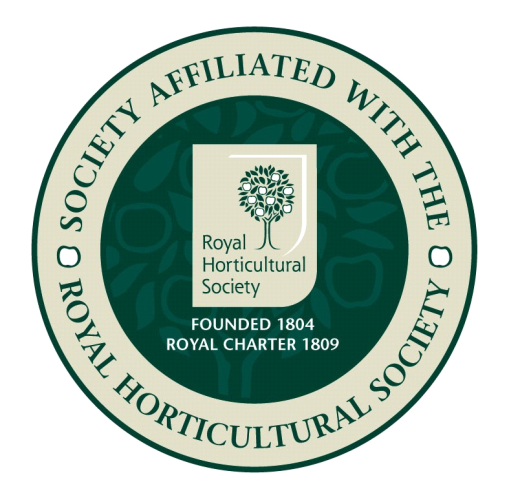 SOCIETY AFFILIATED WITH THE
ROYAL HORTICULTURAL SOCIETY
Royal
Horticultural
Society
FOUNDED 1804
ROYAL CHARTER 1809